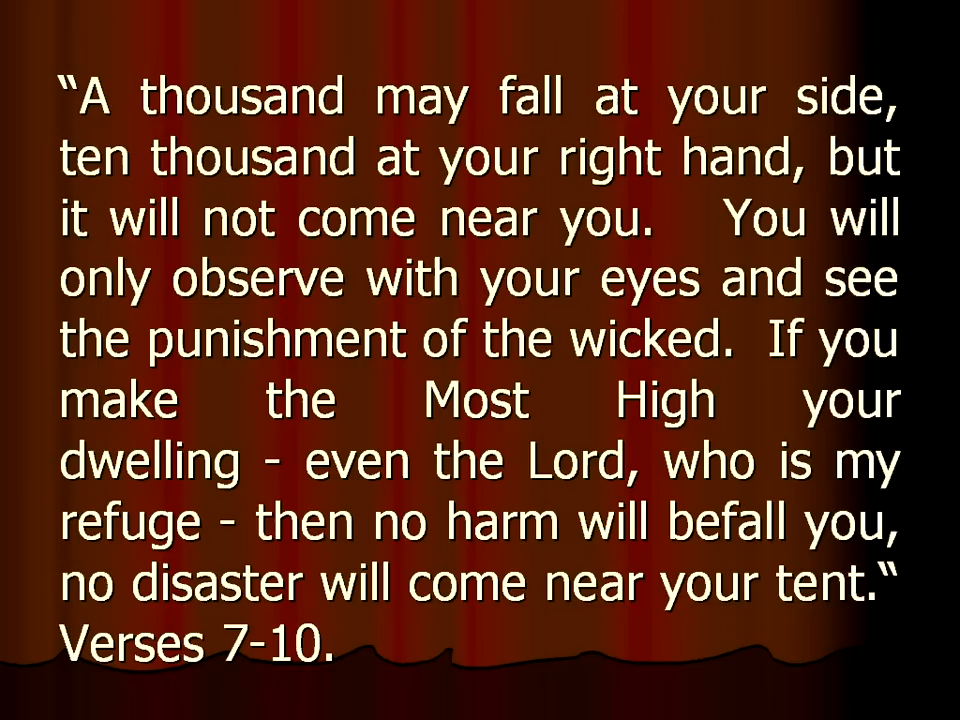 “A thousand may fall at your side,
ten thousand at your right hand, but
it will not come near you.   You will
only observe with your eyes and see
the punishment of the wicked.  If you
make the Most High your
dwelling - even the Lord, who is my
refuge - then no harm will befall you,
no disaster will come near your tent.“
Verses 7-10.